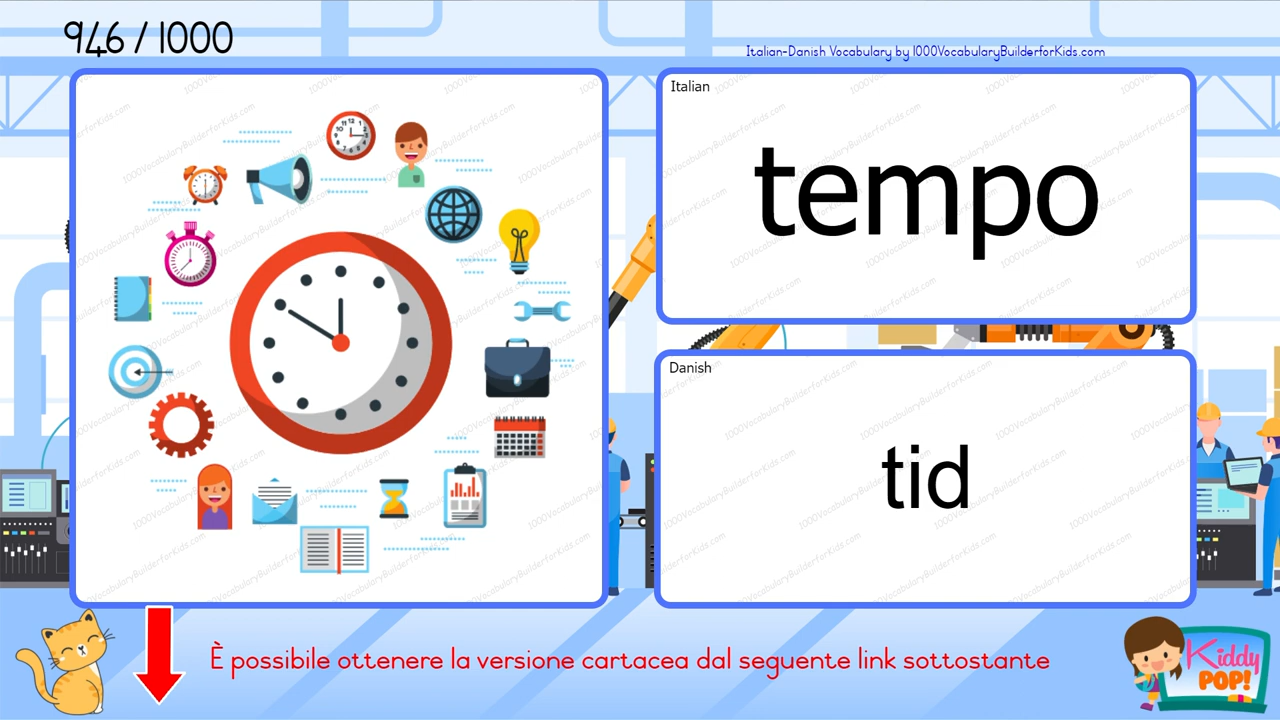 946 / 1000
Italian-Danish Vocabulary by 1000VocabularyBuilderforKids.com
Italian
tempo
Danish
tid
È possibile ottenere la versione cartacea dal seguente link sottostante
Kiddy
POP!